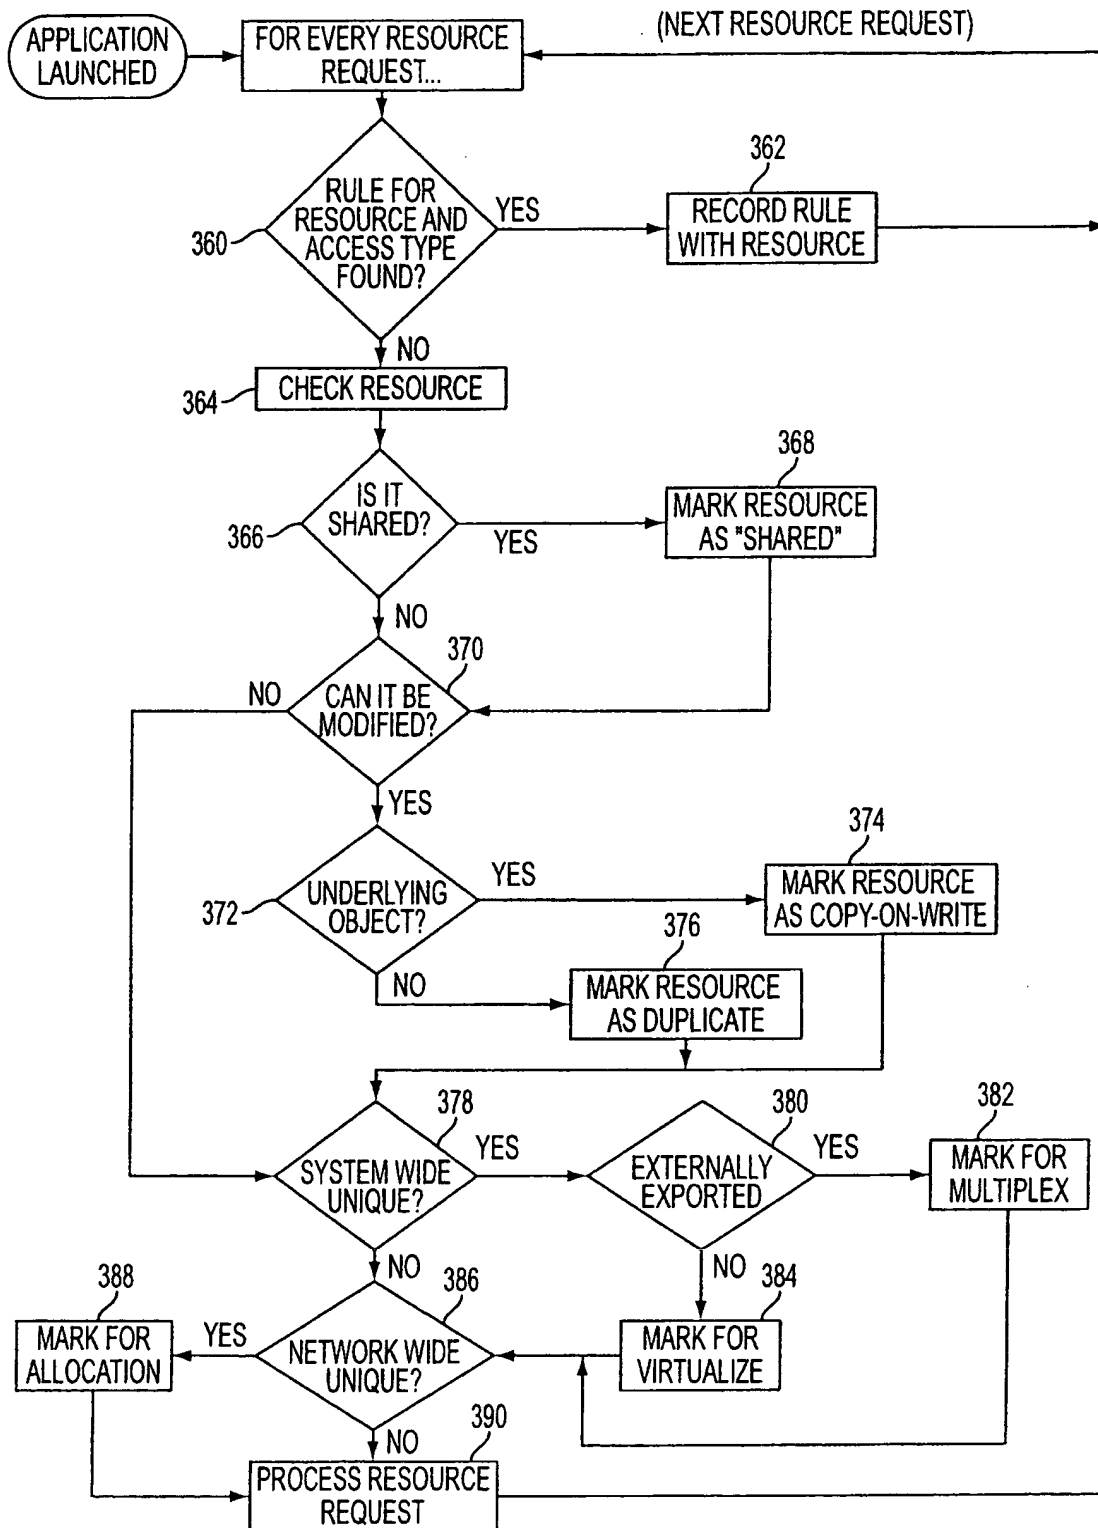 APPLICATION
LAUNCHED
FOR EVERY RESOURCE
REQUEST...
(NEXT RESOURCE REQUEST)
RULE FOR
RESOURCE AND
ACCESS TYPE
FOUND?
360
YES
362
RECORD RULE
WITH RESOURCE
NO
CHECK RESOURCE
364
IS IT
SHARED?
366
YES
368
MARK RESOURCE
AS "SHARED"
NO
370
NO
CAN IT BE
MODIFIED?
YES
372
UNDERLYING
OBJECT?
YES
374
MARK RESOURCE
AS COPY-ON-WRITE
NO
376
MARK RESOURCE
AS DUPLICATE
378
SYSTEM WIDE
UNIQUE?
YES
380
EXTERNALLY
EXPORTED
YES
382
MARK FOR
MULTIPLEX
NO
NO
384
MARK FOR
VIRTUALIZE
386
NETWORK WIDE
UNIQUE?
YES
388
MARK FOR
ALLOCATION
NO
390
PROCESS RESOURCE
REQUEST